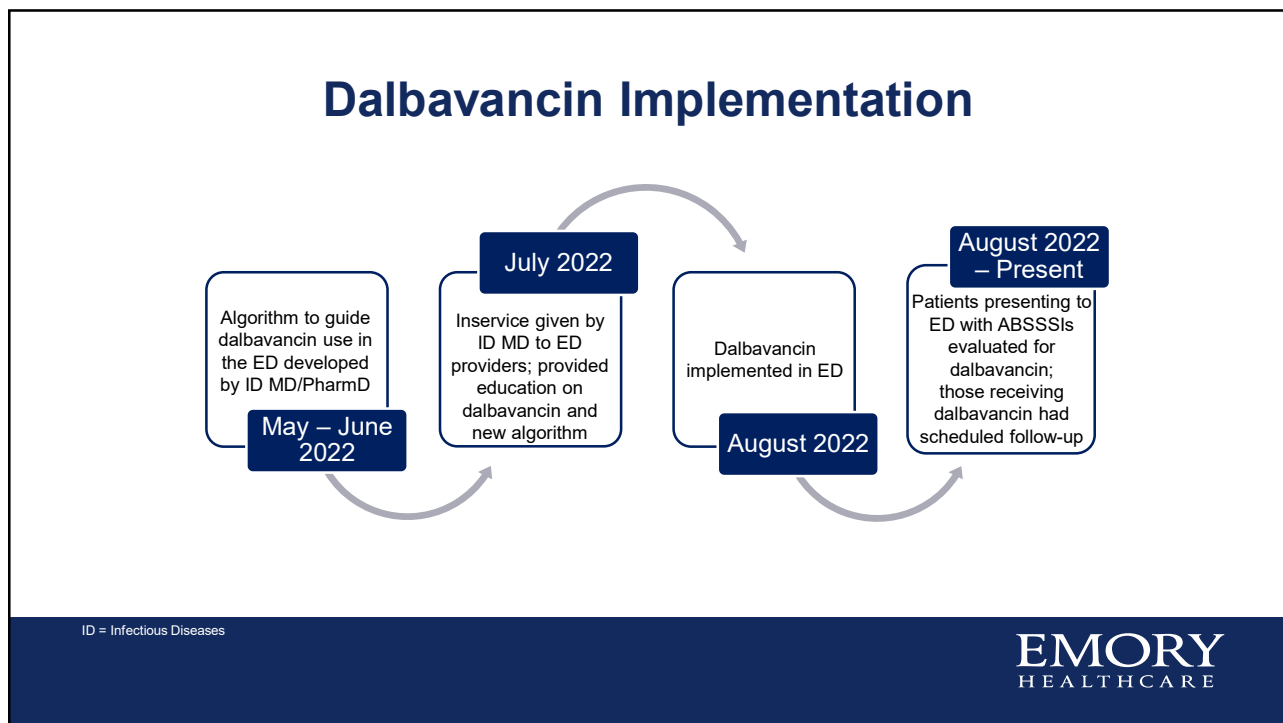 Dalbavancin Implementation
Algorithm to guide
dalbavancin use in
the ED developed
by ID MD/PharmD
May – June
2022
July 2022
Inservice given by
ID MD to ED
providers; provided
education on
dalbavancin and
new algorithm
Dalbavancin
implemented in ED
August 2022
August 2022
– Present
Patients presenting to
ED with ABSSSIs
evaluated for
dalbavancin;
those receiving
dalbavancin had
scheduled follow-up
ID = Infectious Diseases
EMORY
HEALTHCARE